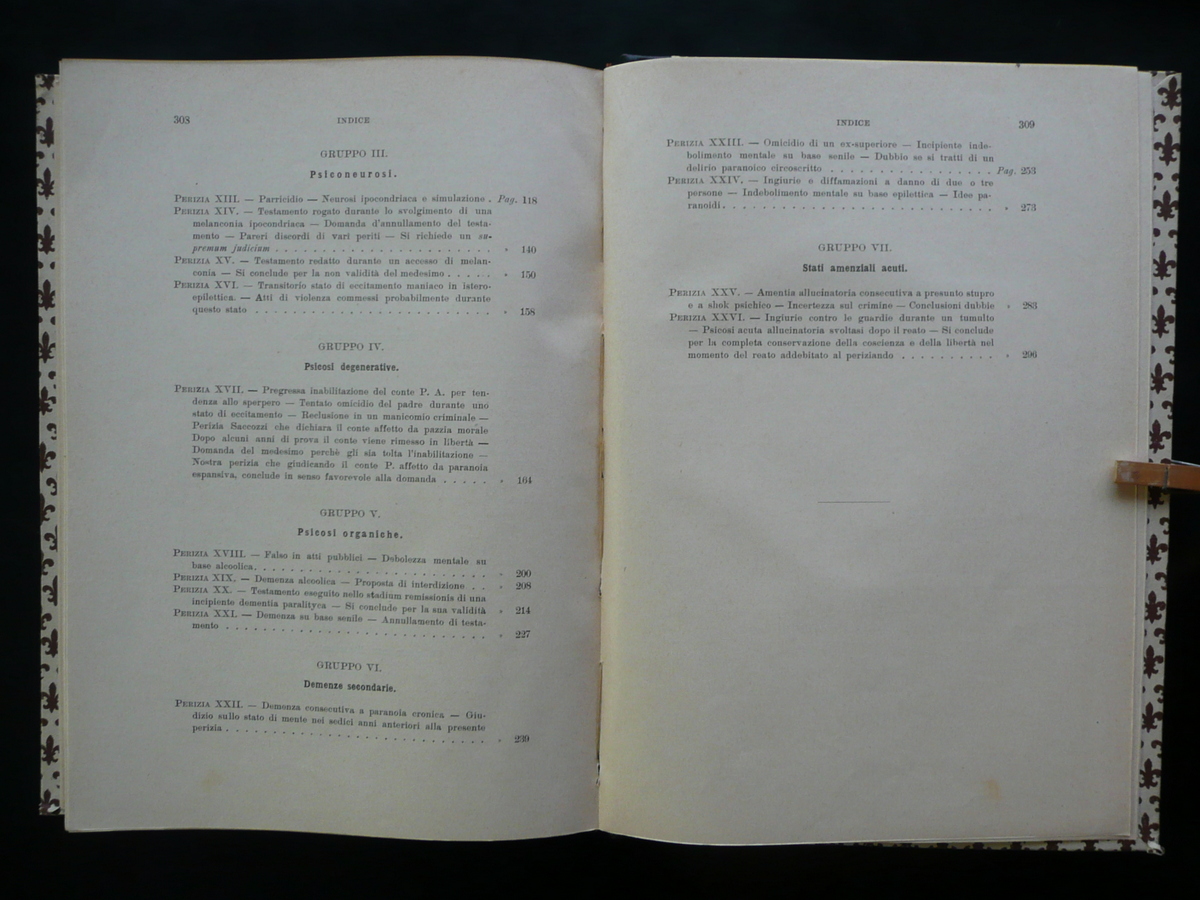 308
INDICE
GRUPPO III.
Psiconeurosi.
PERIZIA XIII. — Parricidio — Neurosi ipocondriaca e simulazione . Pag. 118
PERIZIA XIV. — Testamento rogato durante lo svolgimento di una
melanconia ipocondriaca — Domanda d'annullamento del testa-
mento — Pareri discordi di vari periti — Si richiede un su-
premum judicium . . . . . . . . . . . . . . . . . . . . . » 140
PERIZIA XV. — Testamento redatto durante un accesso di melan-
conia — Si conclude per la non validità del medesimo . . . . . » 150
PERIZIA XVI. — Transitorio stato di eccitamento maniaco in istero-
epilettica. — Atti di violenza commessi probabilmente durante
questo stato . . . . . . . . . . . . . . . . . . . . . . . » 158
GRUPPO IV.
Psicosi degenerative.
PERIZIA XVII. — Pregressa inabilitazione del conte P. A. per ten-
denza allo sperpero — Tentato omicidio del padre durante uno
stato di eccitamento — Reclusione in un manicomio criminale —
Perizia Saccozzi che dichiara il conte affetto da pazzia morale
Dopo alcuni anni di prova il conte viene rimesso in libertà —
Domanda del medesimo perchè gli sia tolta l'inabilitazione —
Nostra perizia che giudicando il conte P. affetto da paranoia
espansiva, conclude in senso favorevole alla domanda . . . . . » 164
GRUPPO V.
Psicosi organiche.
PERIZIA XVIII. — Falso in atti pubblici — Debolezza mentale su
base alcoolica. . . . . . . . . . . . . . . . . . . . . . . » 200
PERIZIA XIX. — Demenza alcoolica — Proposta di interdizione . . » 208
PERIZIA XX. — Testamento eseguito nello stadium remissionis di una
incipiente dementia paralityca — Si conclude per la sua validità » 214
PERIZIA XXI. — Demenza su base senile — Annullamento di testa-
mento . . . . . . . . . . . . . . . . . . . . . . . . . . » 227
GRUPPO VI.
Demenze secondarie.
PERIZIA XXII. — Demenza consecutiva a paranoia cronica — Giu-
dizio sullo stato di mente nei sedici anni anteriori alla presente
perizia . . . . . . . . . . . . . . . . . . . . . . . . . . » 239
INDICE
309
PERIZIA XXIII. — Omicidio di un ex-superiore — Incipiente inde-
bolimento mentale su base senile — Dubbio se si tratti di un
delirio paranoico circoscritto . . . . . . . . . . . . . . . . Pag. 253
PERIZIA XXIV. — Ingiurie e diffamazioni a danno di due o tre
persone — Indebolimento mentale su base epilettica — Idee pa-
ranoidi. . . . . . . . . . . . . . . . . . . . . . . . . . » 273
GRUPPO VII.
Stati amenziali acuti.
PERIZIA XXV. — Amentia allucinatoria consecutiva a presunto stupro
e a shok psichico — Incertezza sul crimine — Conclusioni dubbie » 283
PERIZIA XXVI. — Ingiurie contro le guardie durante un tumulto
— Psicosi acuta allucinatoria svoltasi dopo il reato — Si conclude
per la completa conservazione della coscienza e della libertà nel
momento del reato addebitato al periziando . . . . . . . . . . » 296